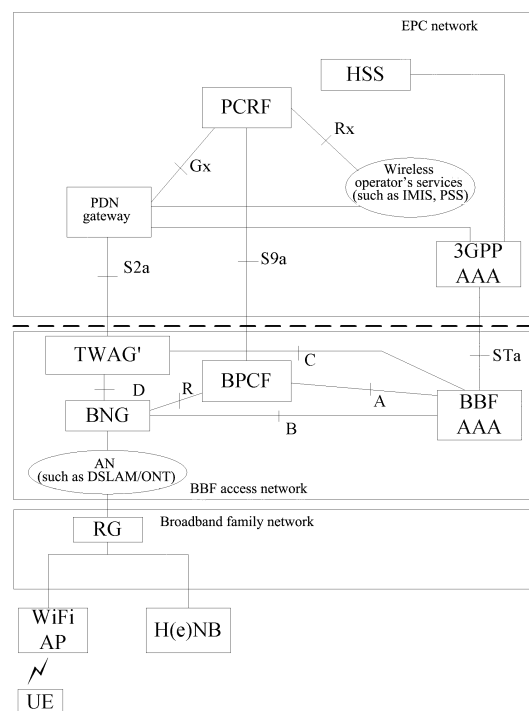 EPC network
HSS
PCRF
Rx
Gx
Wireless
operator's services
(such as IMIS, PSS)
PDN
gateway
3GPP
AAA
S2a
S9a
STa
TWAG'
C
BPCF
D
R
A
BNG
B
BBF
AAA
AN
(such as DSLAM/ONT)
BBF access network
RG
Broadband family network
WiFi
AP
H(e)NB
UE